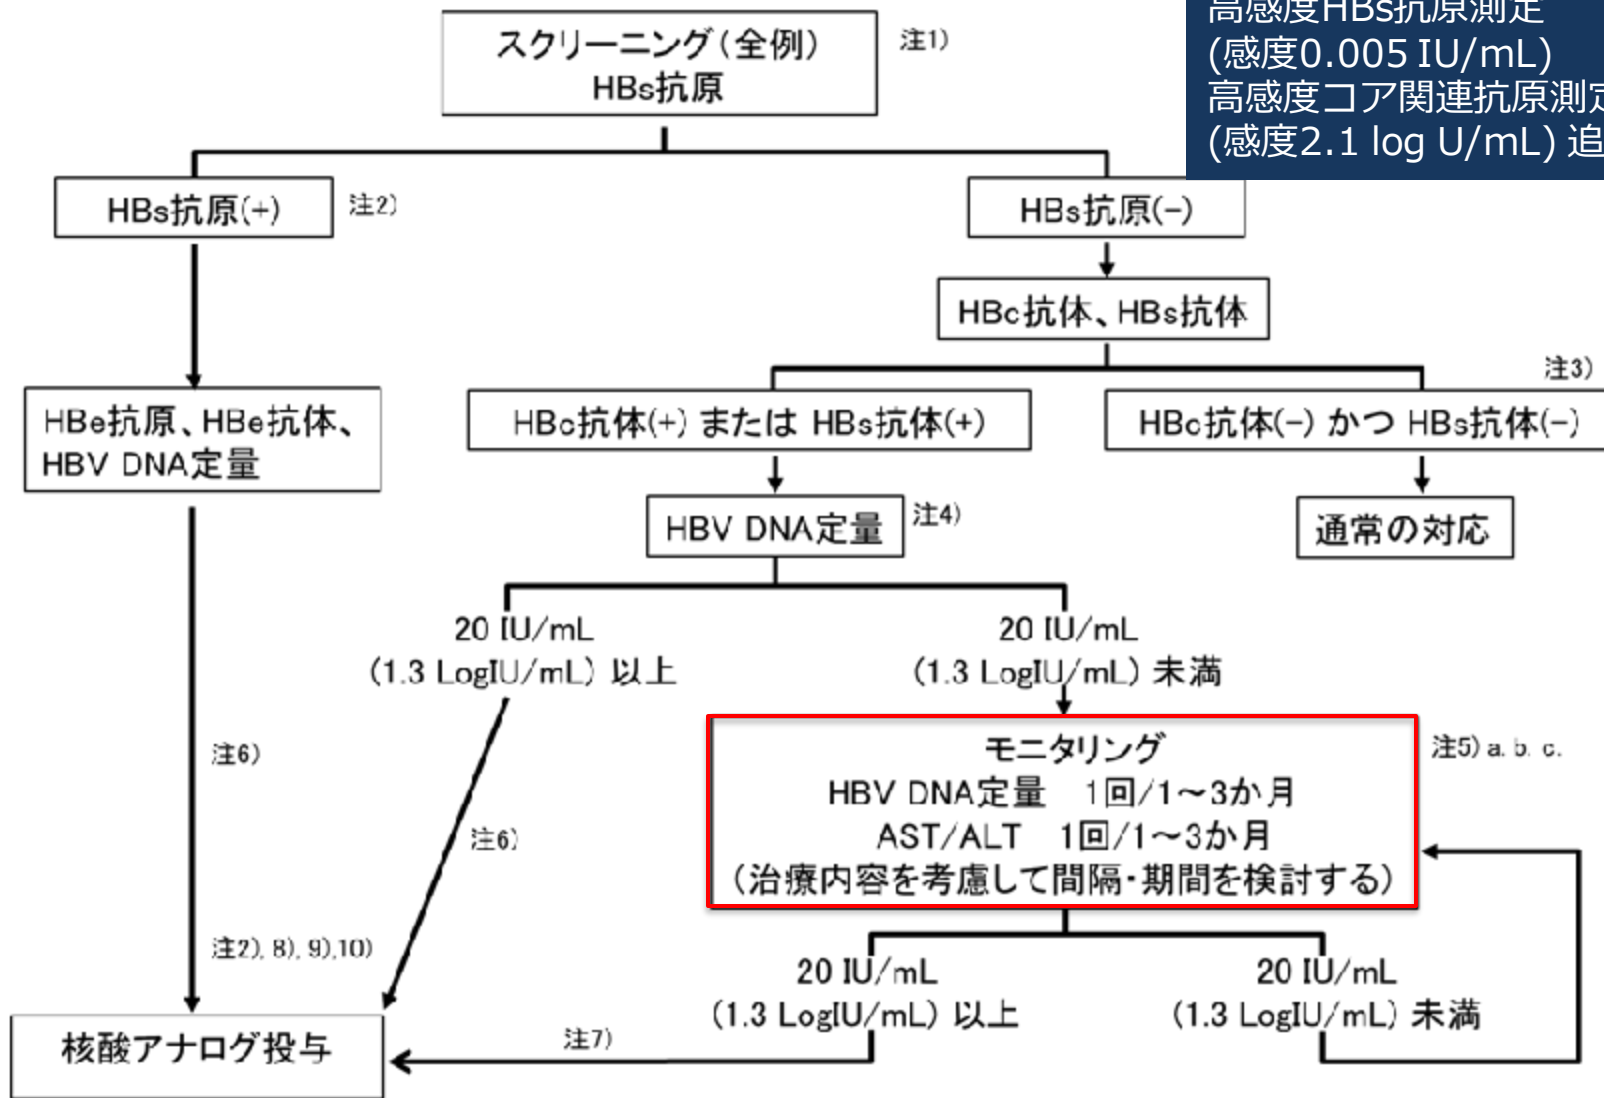 スクリーニング（全例）
HBs抗原
注1)
高感度HBs抗原測定
(感度0.005 IU/mL)
高感度コア関連抗原測定
(感度2.1 log U/mL) 追
HBs抗原(+)
注2)
HBs抗原(−)
HBc抗体、HBs抗体
注3)
HBe抗原、HBe抗体、
HBV DNA定量
HBc抗体(+) または HBs抗体(+)
HBc抗体(−) かつ HBs抗体(−)
HBV DNA定量
注4)
通常の対応
20 IU/mL
(1.3 LogIU/mL) 以上
20 IU/mL
(1.3 LogIU/mL) 未満
注6)
注6)
モニタリング
HBV DNA定量　1回/1〜3か月
AST/ALT　1回/1〜3か月
（治療内容を考慮して間隔・期間を検討する）
注5) a. b. c.
注2), 8), 9),10)
20 IU/mL
(1.3 LogIU/mL) 以上
20 IU/mL
(1.3 LogIU/mL) 未満
注7)
核酸アナログ投与